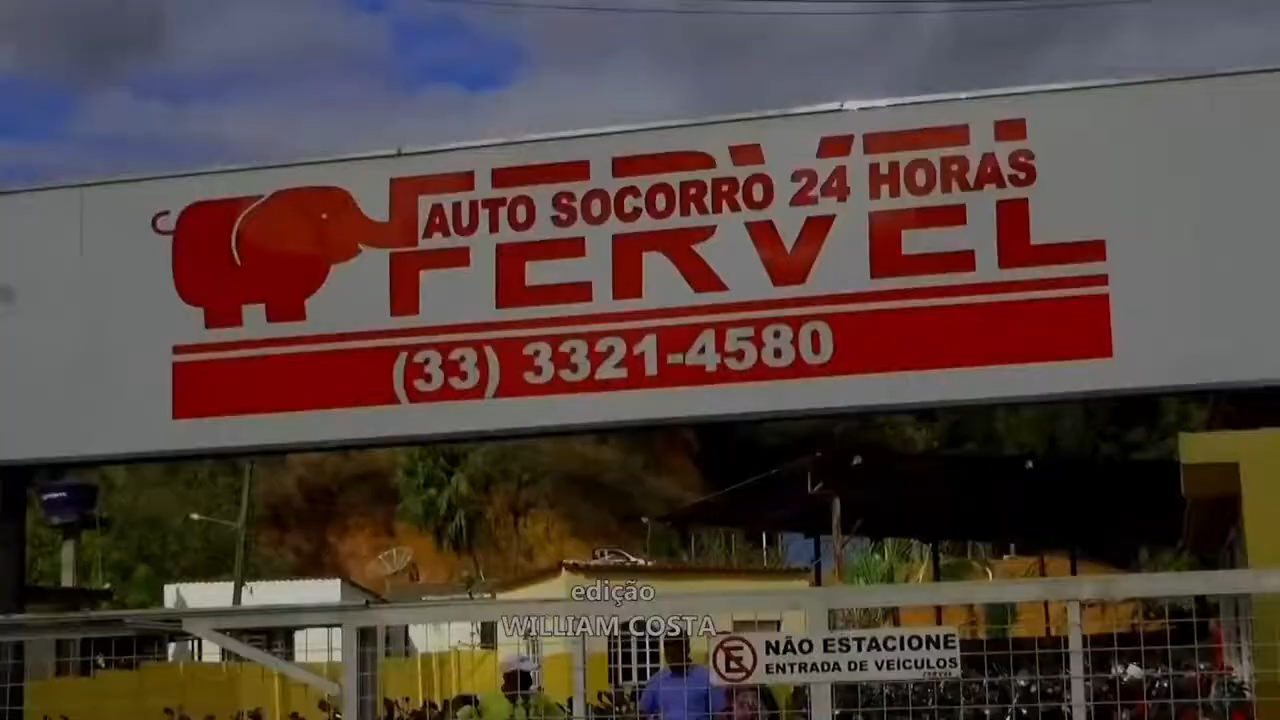 FERVEL
AUTO SOCORRO 24 HORAS
(33) 3321-4580
edição
WILLIAM COSTA
E
NÃO ESTACIONE
ENTRADA DE VEÍCULOS